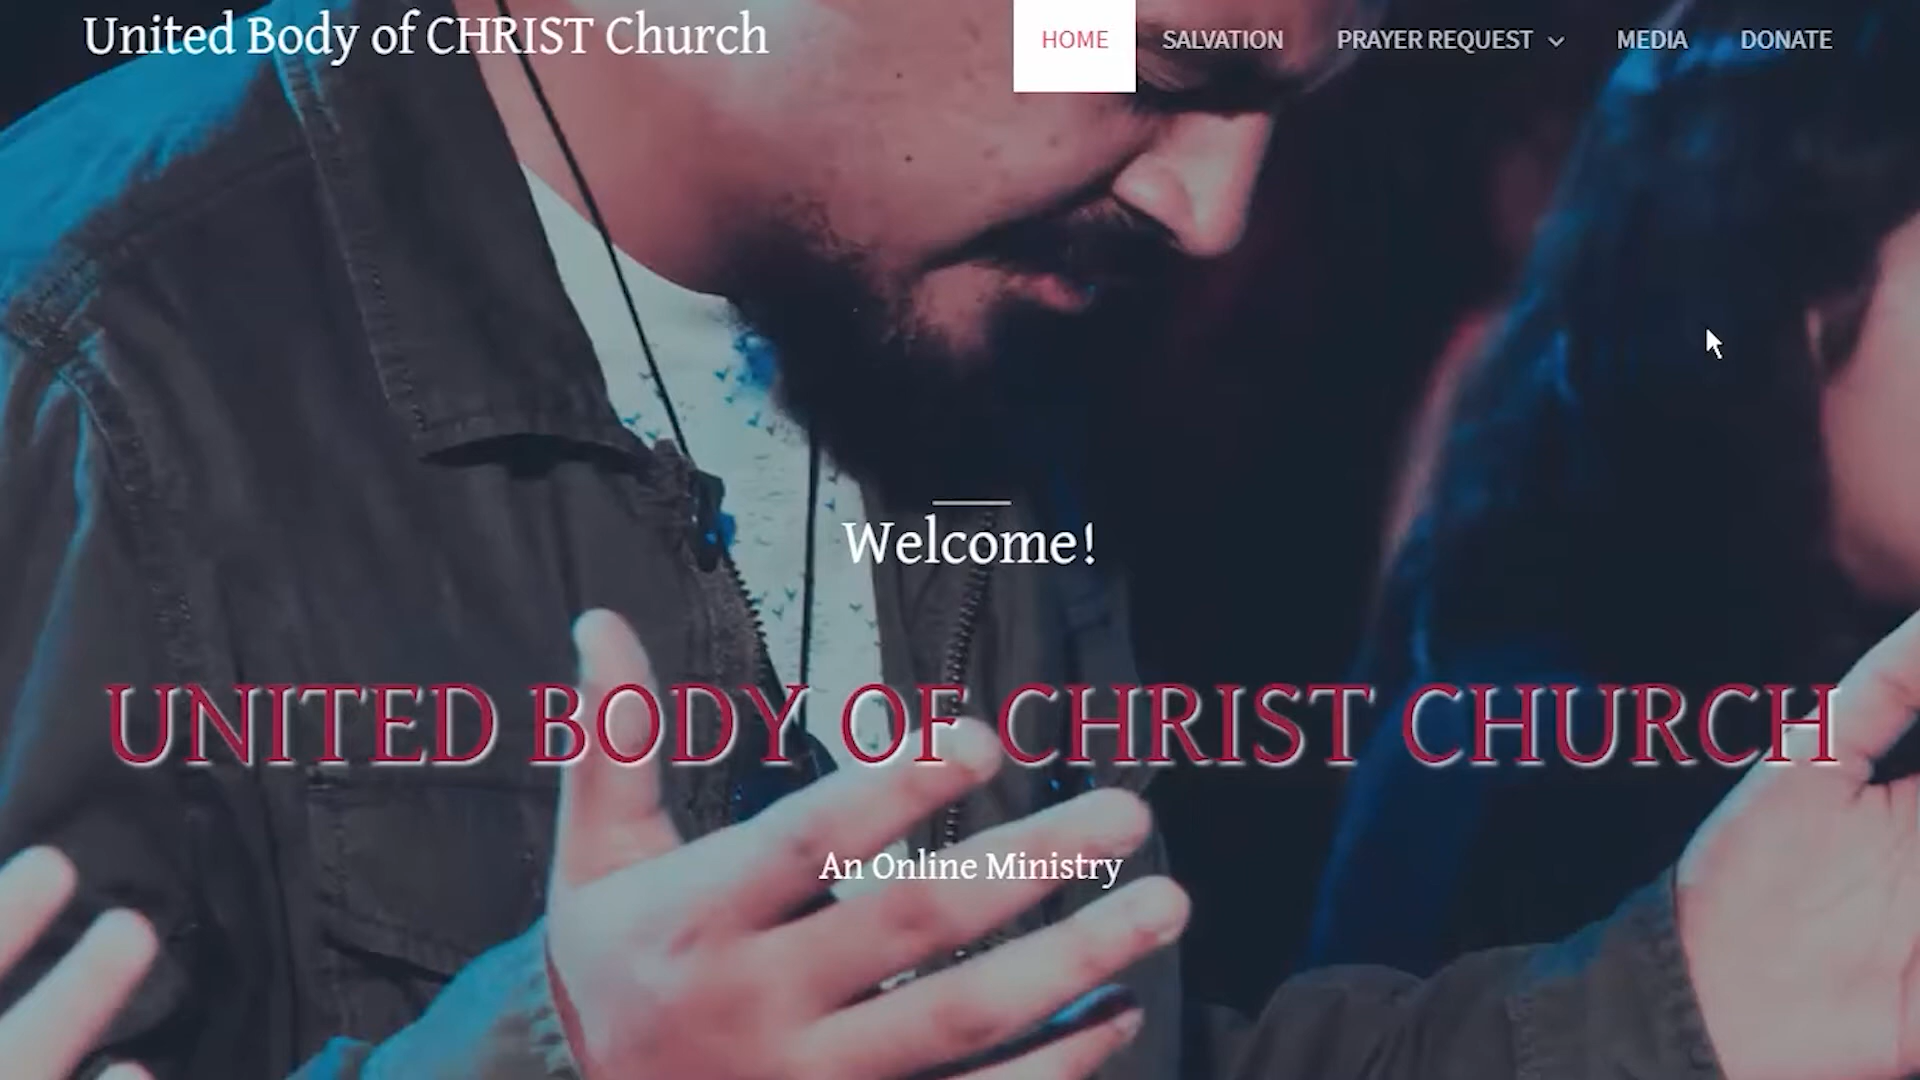 United Body of CHRIST Church
HOME
SALVATION
PRAYER REQUEST
MEDIA
DONATE
Welcome!
UNITED BODY OF CHRIST CHURCH
An Online Ministry